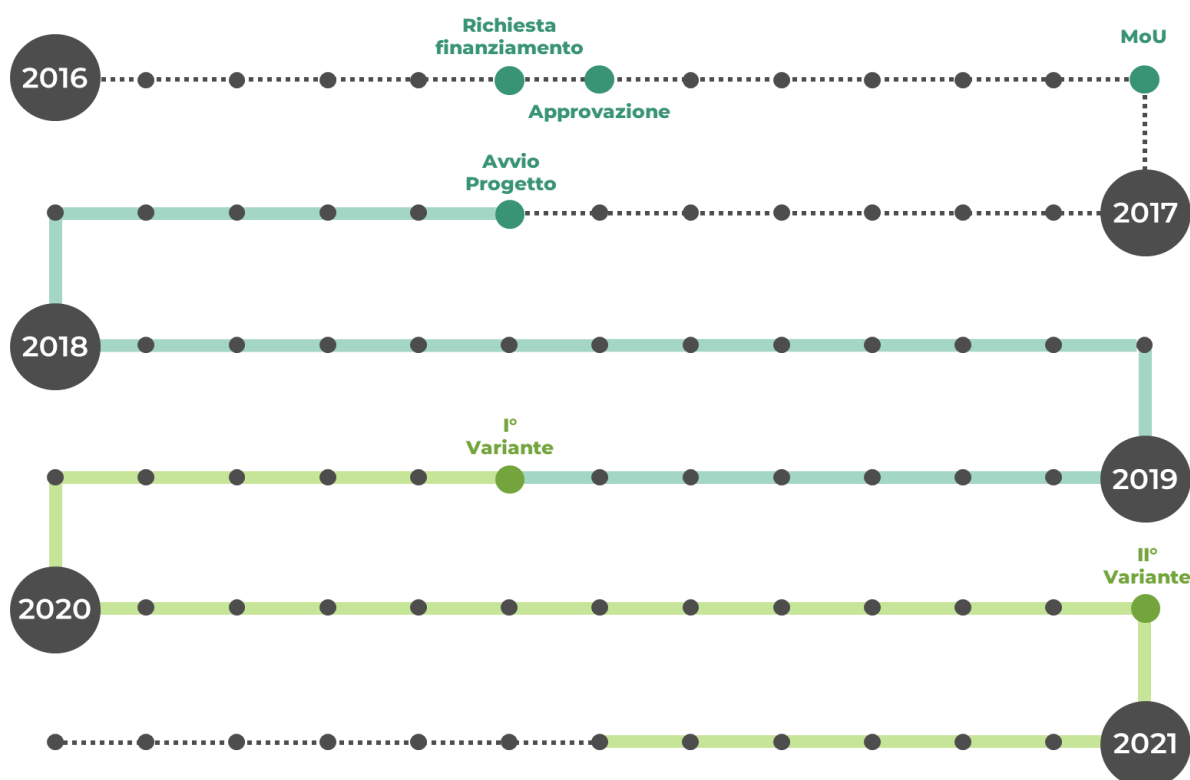 Richiesta
finanziamento
MoU
2016
Approvazione
Avvio
Progetto
2017
2018
I°
Variante
2019
II°
Variante
2020
2021